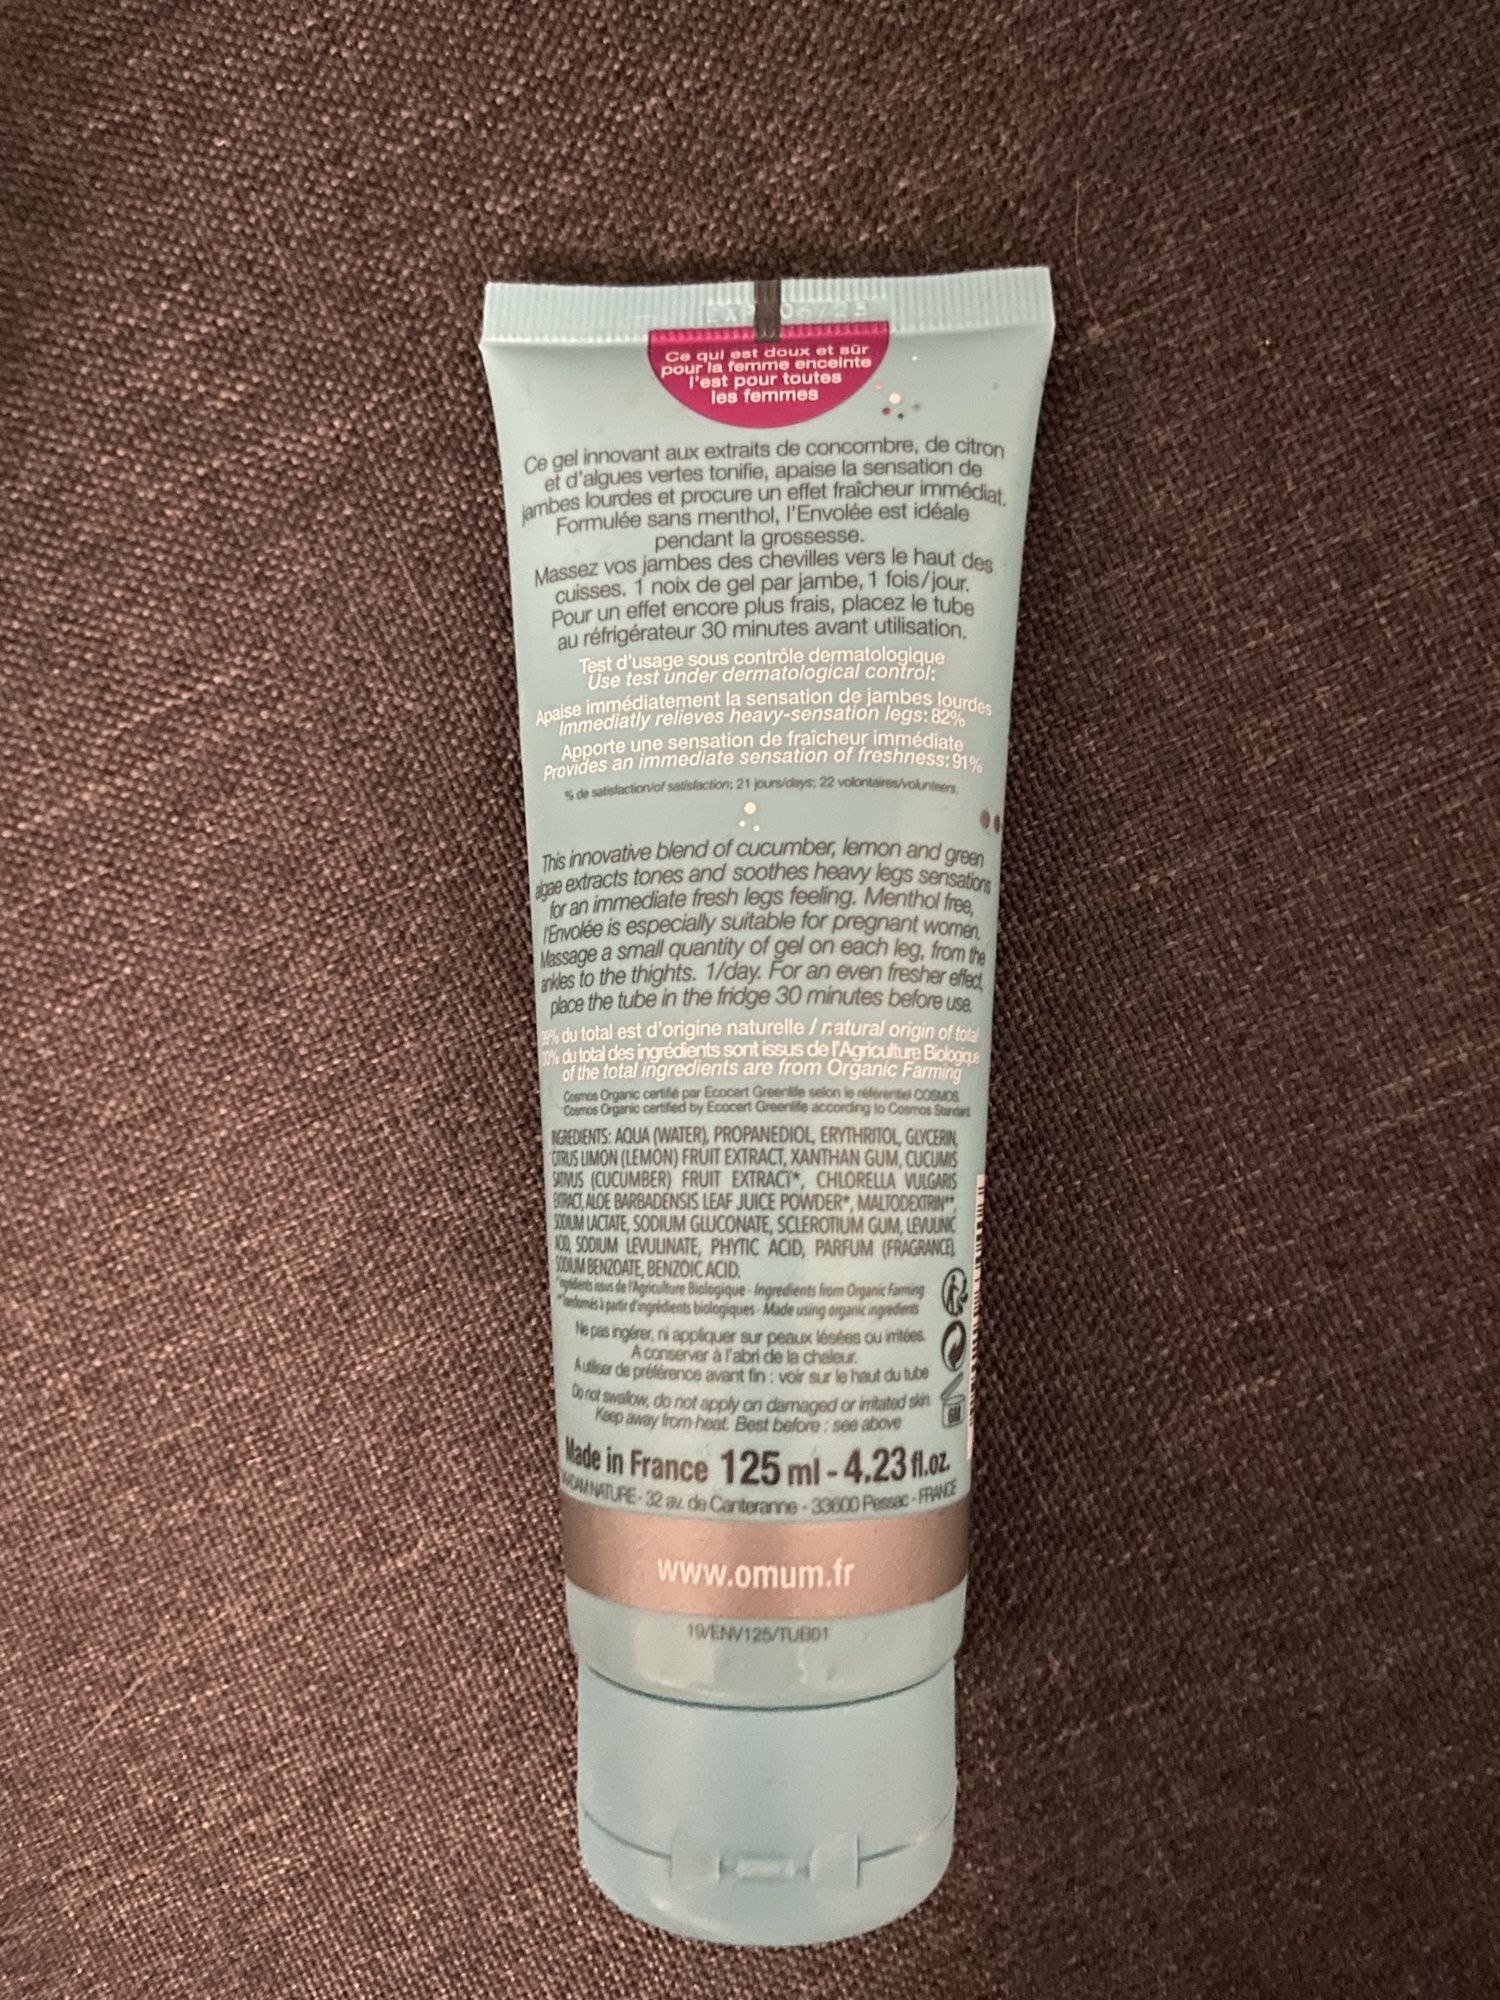 EXP 06/23
Ce qui est doux et sûr
pour la femme enceinte
l'est pour toutes
les femmes
Ce gel innovant aux extraits de concombre, de citron
et d'algues vertes tonifie, apaise la sensation de
jambes lourdes et procure un effet fraîcheur immédiat.
Formulée sans menthol, l'Envolée est idéale
pendant la grossesse.
Massez vos jambes des chevilles vers le haut des
cuisses. 1 noix de gel par jambe, 1 fois/jour.
Pour un effet encore plus frais, placez le tube
au réfrigérateur 30 minutes avant utilisation.
Test d'usage sous contrôle dermatologique
Use test under dermatological control:
Apaise immédiatement la sensation de jambes lourdes
Immediatly relieves heavy-sensation legs: 82%
Apporte une sensation de fraîcheur immédiate
Provides an immediate sensation of freshness: 91%
% de satisfaction/of satisfaction; 21 jours/days; 22 volontaires/volunteers.
This innovative blend of cucumber, lemon and green
algae extracts tones and soothes heavy legs sensations
for an immediate fresh legs feeling. Menthol free,
l'Envolée is especially suitable for pregnant women.
Massage a small quantity of gel on each leg, from the
ankles to the thights. 1/day. For an even fresher effect,
place the tube in the fridge 30 minutes before use.
du total est d'origine naturelle / natural origin of total
du total des ingrédients sont issus de l'Agriculture Biologique
of the total ingredients are from Organic Farming
Cosmos Organic certifié par Ecocert Greenlife selon le référentiel COSMOS
Cosmos Organic certified by Ecocert Greenlife according to Cosmos Standard
INGREDIENTS: AQUA (WATER), PROPANEDIOL, ERYTHRITOL, GLYCERIN,
CITRUS LIMON (LEMON) FRUIT EXTRACT, XANTHAN GUM, CUCUMIS
SATIVUS (CUCUMBER) FRUIT EXTRACT*, CHLORELLA VULGARIS
EXTRACT, ALOE BARBADENSIS LEAF JUICE POWDER*, MALTODEXTRIN**,
SODIUM LACTATE, SODIUM GLUCONATE, SCLEROTIUM GUM, LEVULINIC
ACID, SODIUM LEVULINATE, PHYTIC ACID, PARFUM (FRAGRANCE),
SODIUM BENZOATE, BENZOIC ACID.
*Ingrédients issus de l'Agriculture Biologique - Ingredients from Organic Farming
**Transformés à partir d'ingrédients biologiques - Made using organic ingredients
Ne pas ingérer, ni appliquer sur peaux lésées ou irritées.
A conserver à l'abri de la chaleur.
A utiliser de préférence avant fin : voir sur le haut du tube
Do not swallow, do not apply on damaged or irritated skin.
Keep away from heat. Best before : see above
6M
Made in France 125 ml - 4,23 fl.oz.
NATURE - 32 av. de Canteranne - 33600 Pessac - FRANCE
www.omum.fr
19/ENV125/TUB01